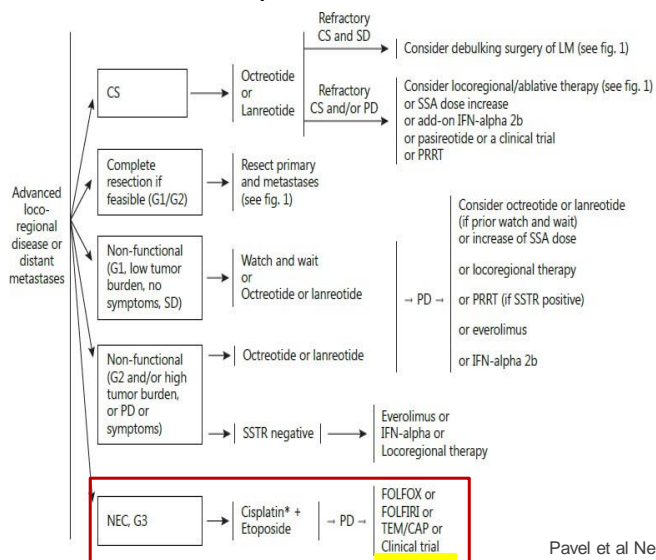 Refractory
CS and SD
Consider debulking surgery of LM (see fig. 1)
CS
Octreotide
or
Lanreotide
Refractory
CS and/or PD
Consider locoregional/ablative therapy (see fig. 1)
or SSA dose increase
or add-on IFN-alpha 2b
or pasireotide or a clinical trial
or PRRT
Advanced
loco-
regional
disease or
distant
metastases
Complete
resection if
feasible (G1/G2)
Resect primary
and metastases
(see fig. 1)
Non-functional
(G1, low tumor
burden, no
symptoms, SD)
Watch and wait
or
Octreotide or lanreotide
→ PD →
Consider octreotide or lanreotide
(if prior watch and wait)
or increase of SSA dose
or locoregional therapy
or PRRT (if SSTR positive)
or everolimus
or IFN-alpha 2b
Non-functional
(G2 and/or high
tumor burden,
or PD or
symptoms)
Octreotide or lanreotide
SSTR negative
Everolimus or
IFN-alpha or
Locoregional therapy
NEC, G3
Cisplatin* +
Etoposide
→ PD →
FOLFOX or
FOLFIRI or
TEM/CAP or
Clinical trial
Pavel et al Ne